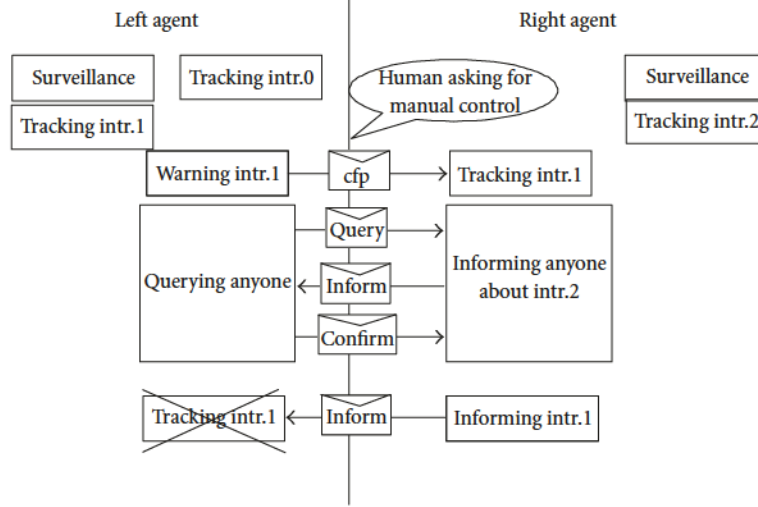 Left agent
Right agent
Surveillance
Tracking intr.0
Human asking for
manual control
Surveillance
Tracking intr.1
Tracking intr.2
Warning intr.1
cfp
Tracking intr.1
Query
Querying anyone
Inform
Informing anyone
about intr.2
Confirm
Tracking intr.1
Inform
Informing intr.1